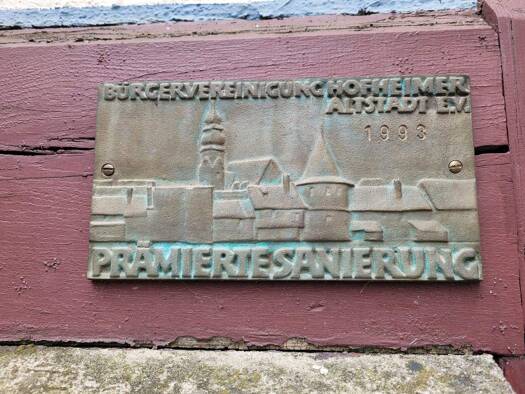 BÜRGERVEREINIGUNG HOFHEIMER
ALTSTADT E.V.
1993
PRÄMIERTE SANIERUNG